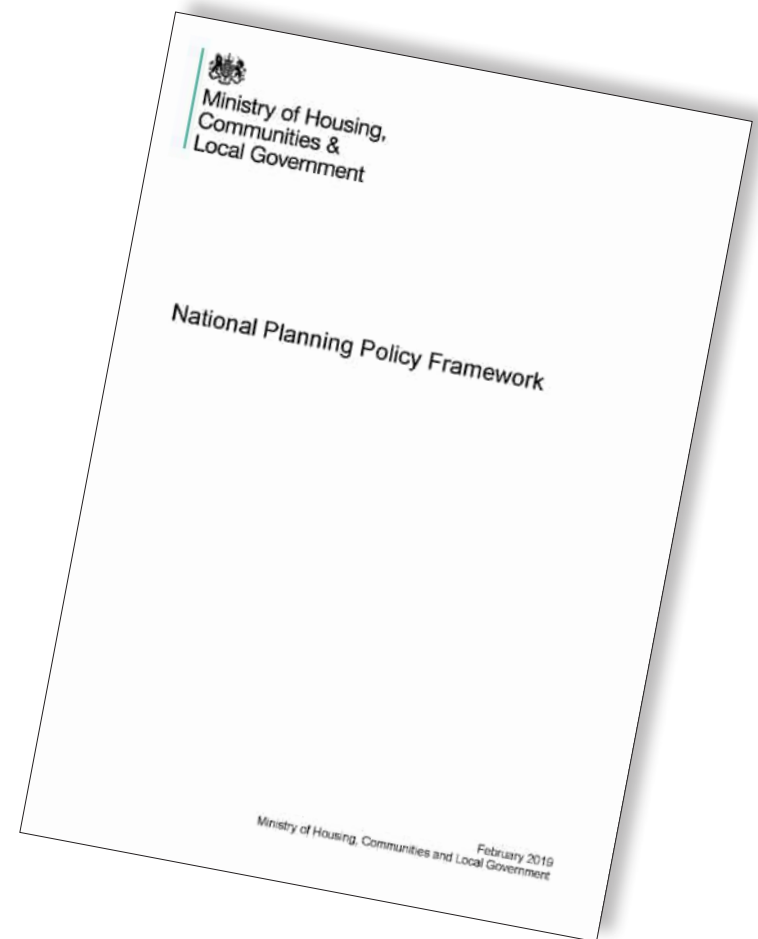 Ministry of Housing,
Communities &
Local Government
National Planning Policy Framework
February 2019
Ministry of Housing, Communities and Local Government